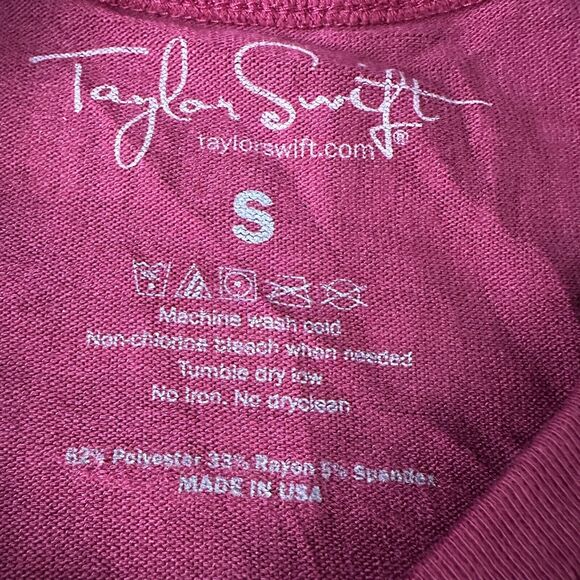 Taylor Swift
taylorswift.com ®
S
Machine wash cold
Non-chlorine bleach when needed
Tumble dry low
No Iron. No dryclean
62% Polyester 33% Rayon 5% Spandex
MADE IN USA